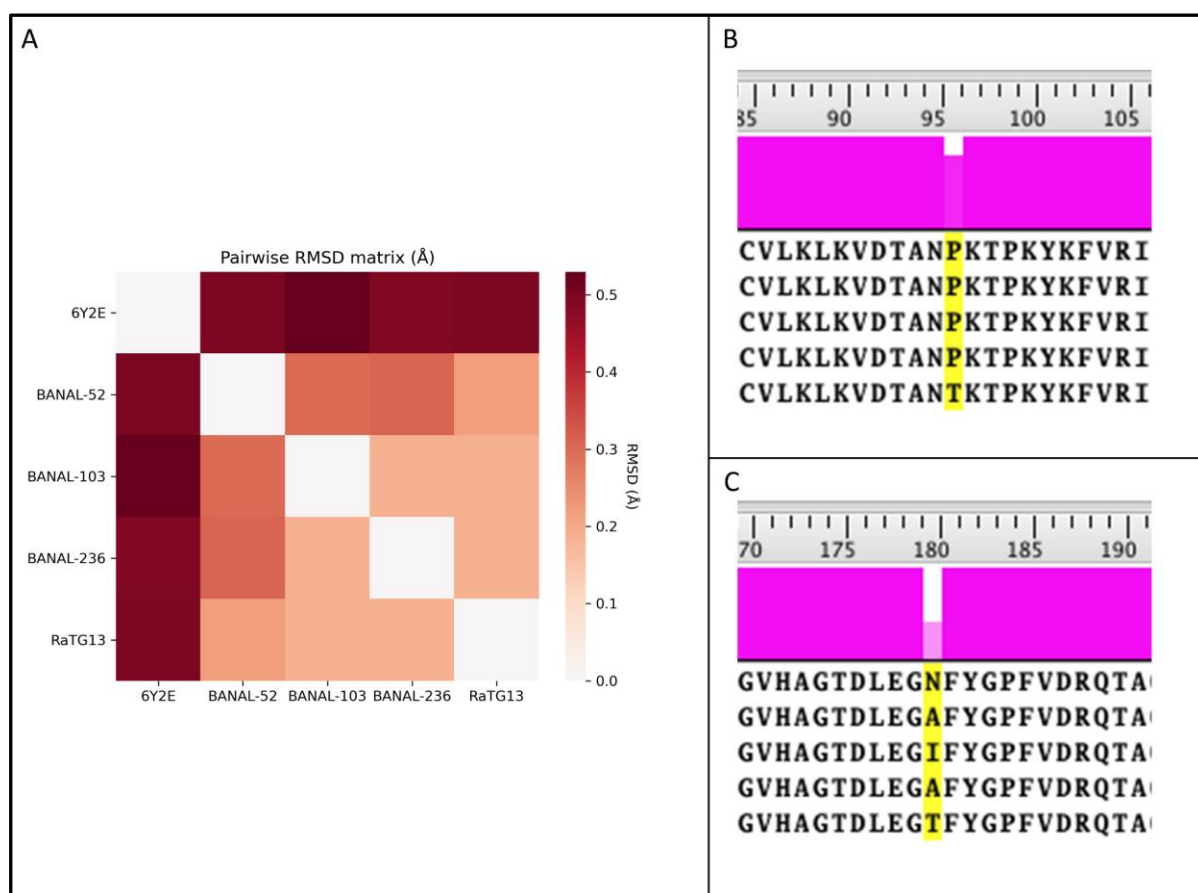 A
Pairwise RMSD matrix (Å)
6Y2E
BANAL-52
BANAL-103
BANAL-236
RaTG13
6Y2E BANAL-52 BANAL-103 BANAL-236 RaTG13
0.5
0.4
0.3
0.2
0.1
0.0
RMSD (Å)
B
85 90 95 100 105
CVLKLKVDTANPKTPKYKFVRI
CVLKLKVDTANPKTPKYKFVRI
CVLKLKVDTANPKTPKYKFVRI
CVLKLKVDTANPKTPKYKFVRI
CVLKLKVDTANTKTPKYKFVRI
C
70 175 180 185 190
GVHAGTDLEGNFYGPFVDRQTA
GVHAGTDLEGAFYGPFVDRQTA
GVHAGTDLEGIFYGPFVDRQTA
GVHAGTDLEGAFYGPFVDRQTA
GVHAGTDLEGTFYGPFVDRQTA